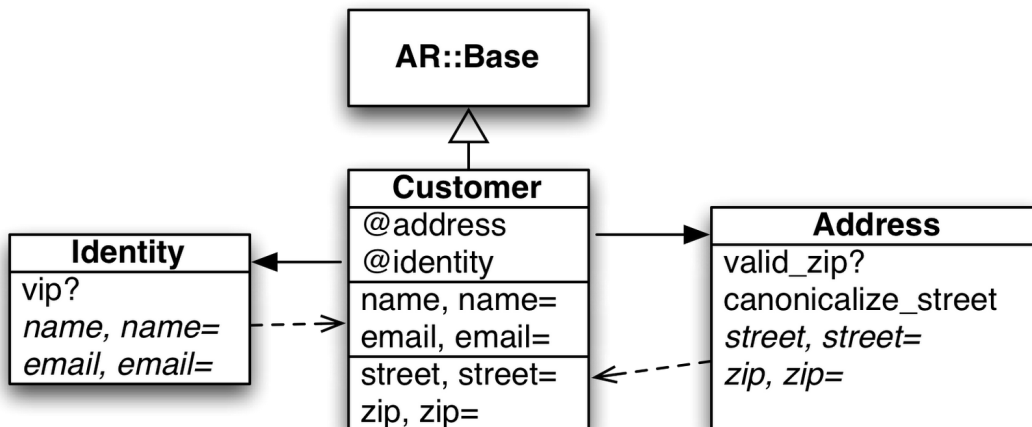 AR::Base
Customer
@address
@identity
name, name=
email, email=
street, street=
zip, zip=
Identity
vip?
name, name=
email, email=
Address
valid_zip?
canonicalize_street
street, street=
zip, zip=